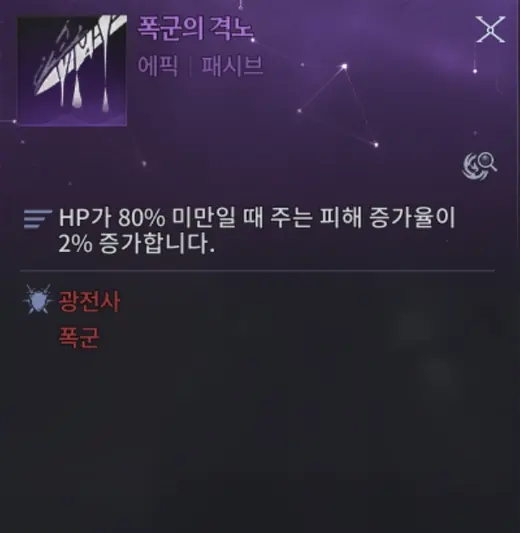 폭군의 격노
에픽 | 패시브
HP가 80% 미만일 때 주는 피해 증가율이
2% 증가합니다.
광전사
폭군